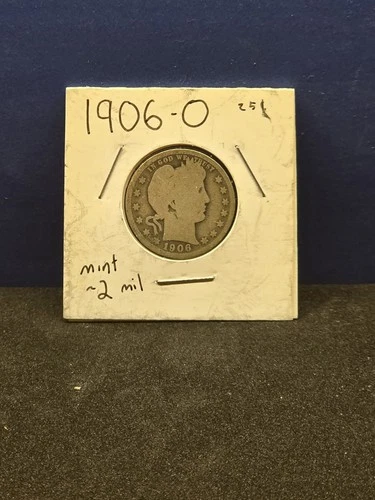 1906-O 25¢
IN GOD WE TRUST
1906
mint
~2 mil